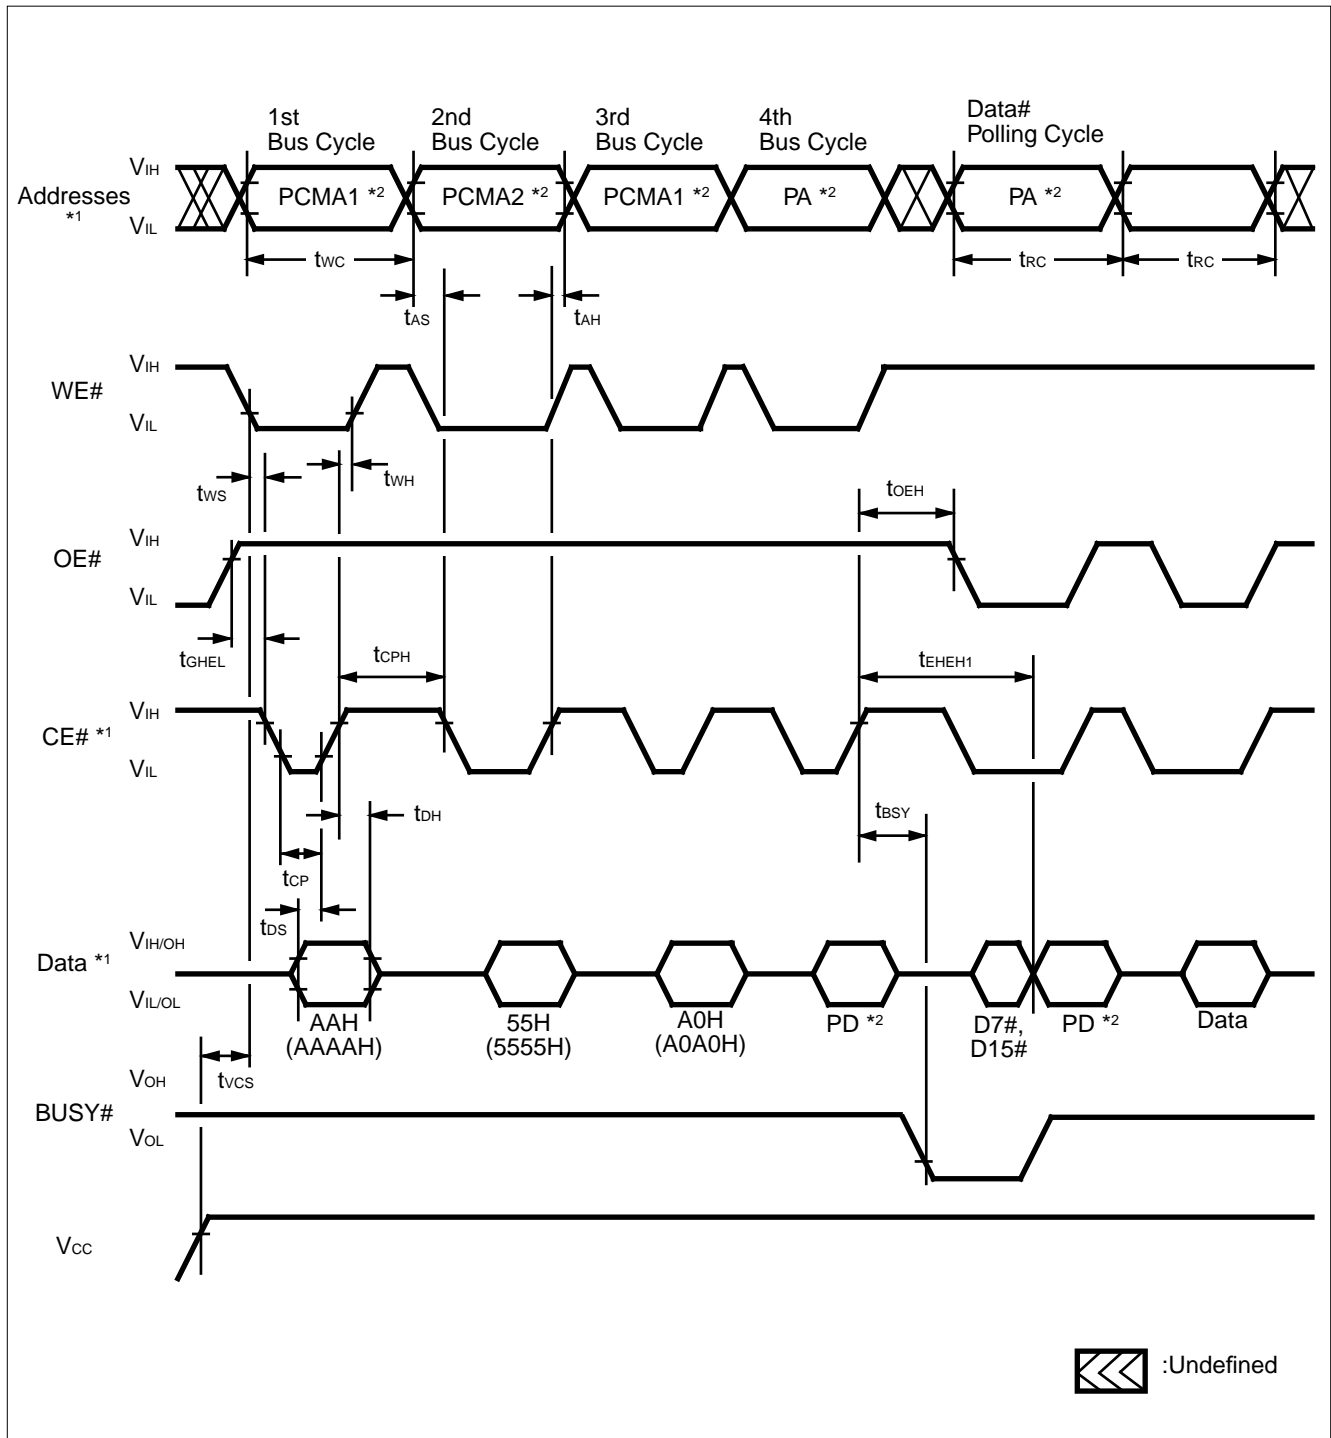 1st
Bus Cycle
2nd
Bus Cycle
3rd
Bus Cycle
4th
Bus Cycle
Data#
Polling Cycle
Addresses
*1
VIH
VIL
PCMA1 *2
PCMA2 *2
PCMA1 *2
PA *2
PA *2
tWC
tRC
tRC
tAS
tAH
WE#
VIH
VIL
tWS
tWH
tOEH
OE#
VIH
VIL
tGHEL
tCPH
tEHEH1
CE# *1
VIH
VIL
tDH
tBSY
tCP
tDS
Data *1
VIH/OH
VIL/OL
AAH
(AAAAH)
55H
(5555H)
A0H
(A0A0H)
PD *2
D7#,
D15#
PD *2
Data
tVCS
BUSY#
VOH
VOL
VCC
:Undefined